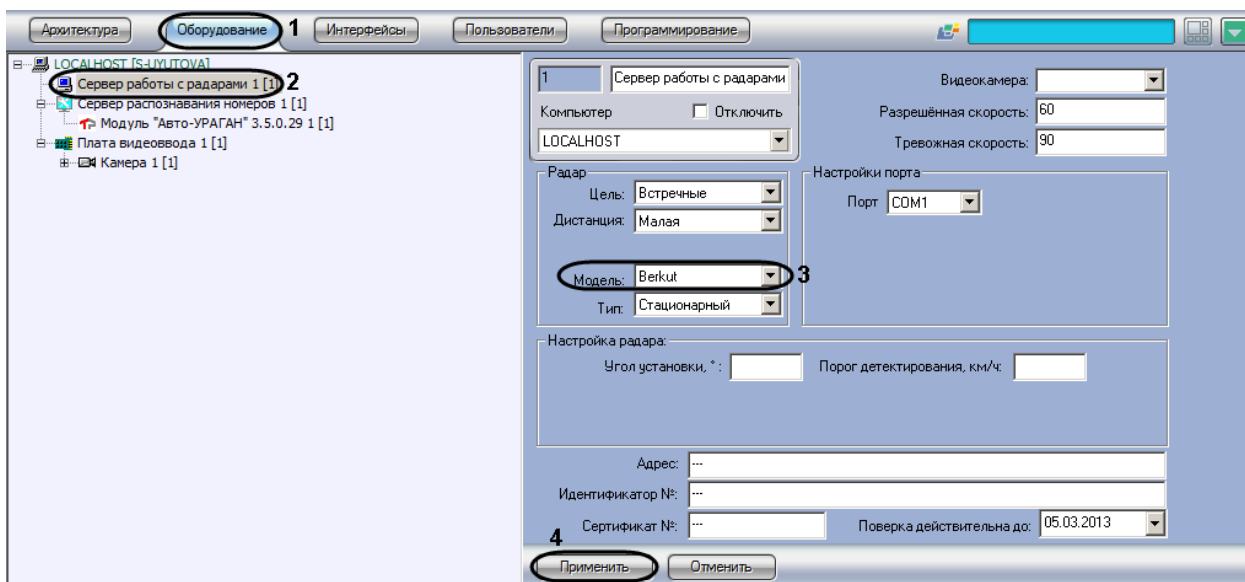 Архитектура Оборудование 1 Интерфейсы Пользователи Программирование
LOCALHOST [S-UYUTOVA]
Сервер работы с радарами 1 [1] 2
Сервер распознавания номеров 1 [1]
Модуль "Авто-УРАГАН" 3.5.0.29 1 [1]
Плата видеоввода 1 [1]
Камера 1 [1]
1 Сервер работы с радарами
Компьютер Отключить
LOCALHOST
Видеокамера:
Разрешённая скорость: 60
Тревожная скорость: 90
Радар
Цель: Встречные
Дистанция: Малая
Модель: Berkut 3
Тип: Стационарный
Настройки порта
Порт COM1
Настройка радара:
Угол установки, ° : Порог детектирования, км/ч:
Адрес: ---
Идентификатор №: ---
Сертификат №: --- Поверка действительна до: 05.03.2013
4
Применить Отменить